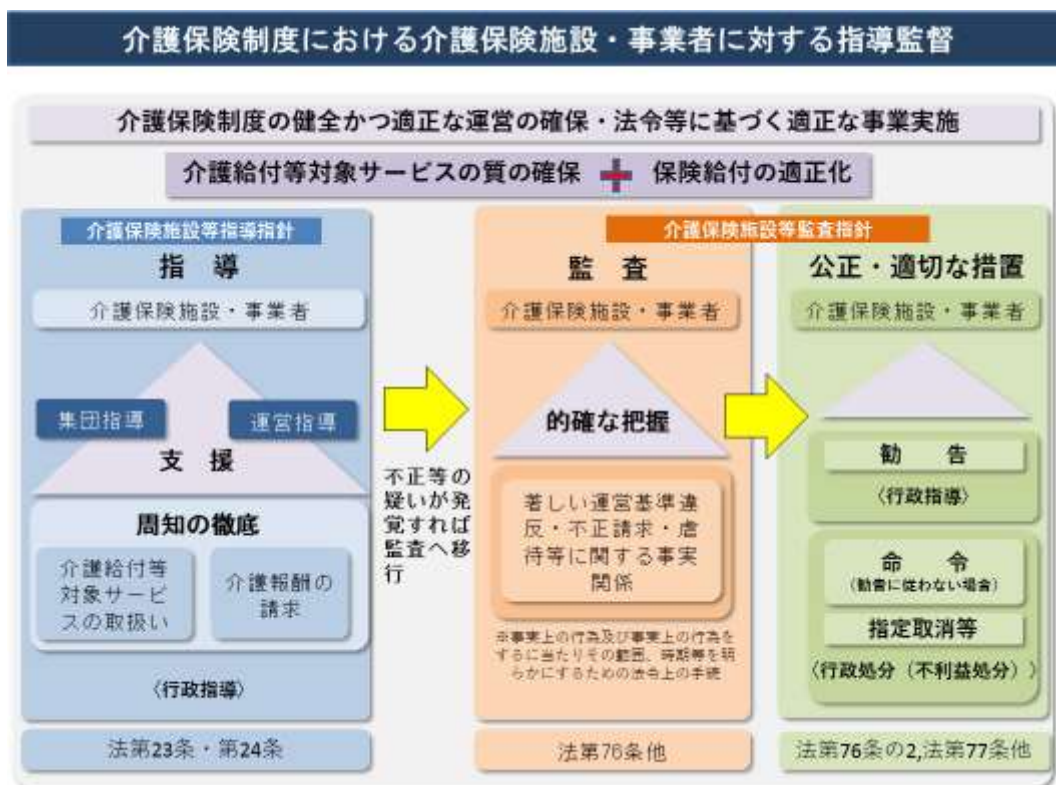 介護保険制度における介護保険施設・事業者に対する指導監督
介護保険制度の健全かつ適正な運営の確保・法令等に基づく適正な事業実施
介護給付等対象サービスの質の確保 ➕ 保険給付の適正化
介護保険施設等指導指針
指 導
介護保険施設・事業者
集団指導
運営指導
支 援
周知の徹底
介護給付等
対象サービ
スの取扱い
介護報酬の
請求
〈行政指導〉
法第23条・第24条
不正等の
疑いが発
覚すれば
監査へ移
行
介護保険施設等監査指針
監 査
介護保険施設・事業者
的確な把握
著しい運営基準違
反・不正請求・虐
待等に関する事実
関係
※事実上の行為及び事実上の行為を
するに当たりその範囲、時期等を明
らかにするための法令上の手続
法第76条他
公正・適切な措置
介護保険施設・事業者
勧 告
〈行政指導〉
命 令
(勧告に従わない場合)
指定取消等
〈行政処分（不利益処分）〉
法第76条の2,法第77条他